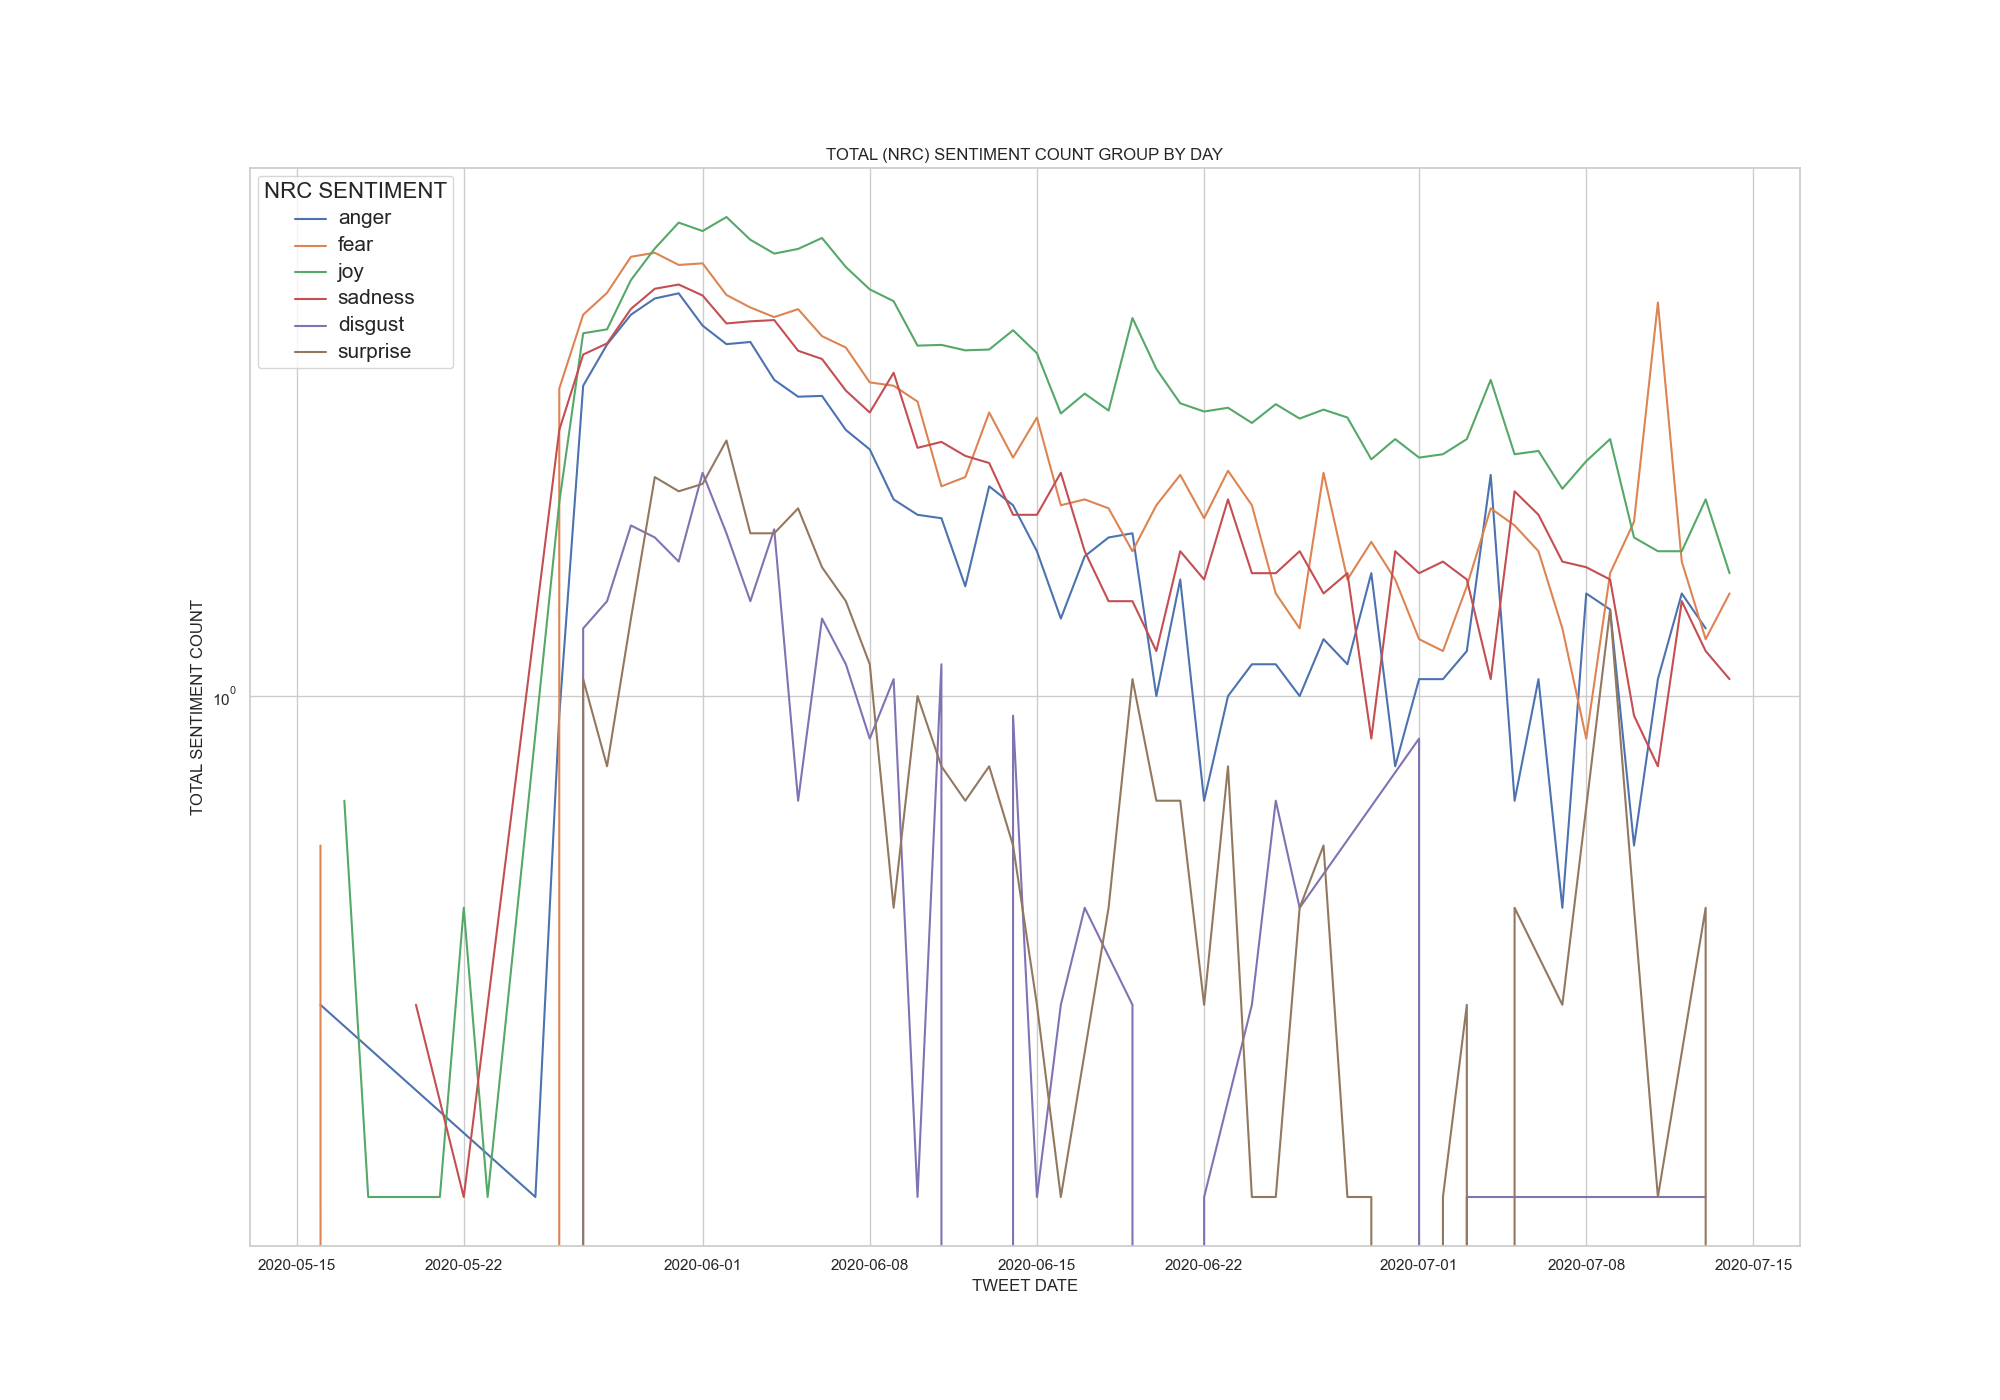 TOTAL (NRC) SENTIMENT COUNT GROUP BY DAY
NRC SENTIMENT
anger
fear
joy
sadness
disgust
surprise
TOTAL SENTIMENT COUNT
10⁰
2020-05-15 2020-05-22 2020-06-01 2020-06-08 2020-06-15 2020-06-22 2020-07-01 2020-07-08 2020-07-15
TWEET DATE